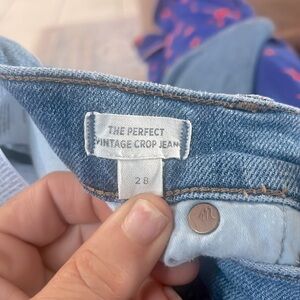 THE PERFECT
VINTAGE CROP JEAN
28